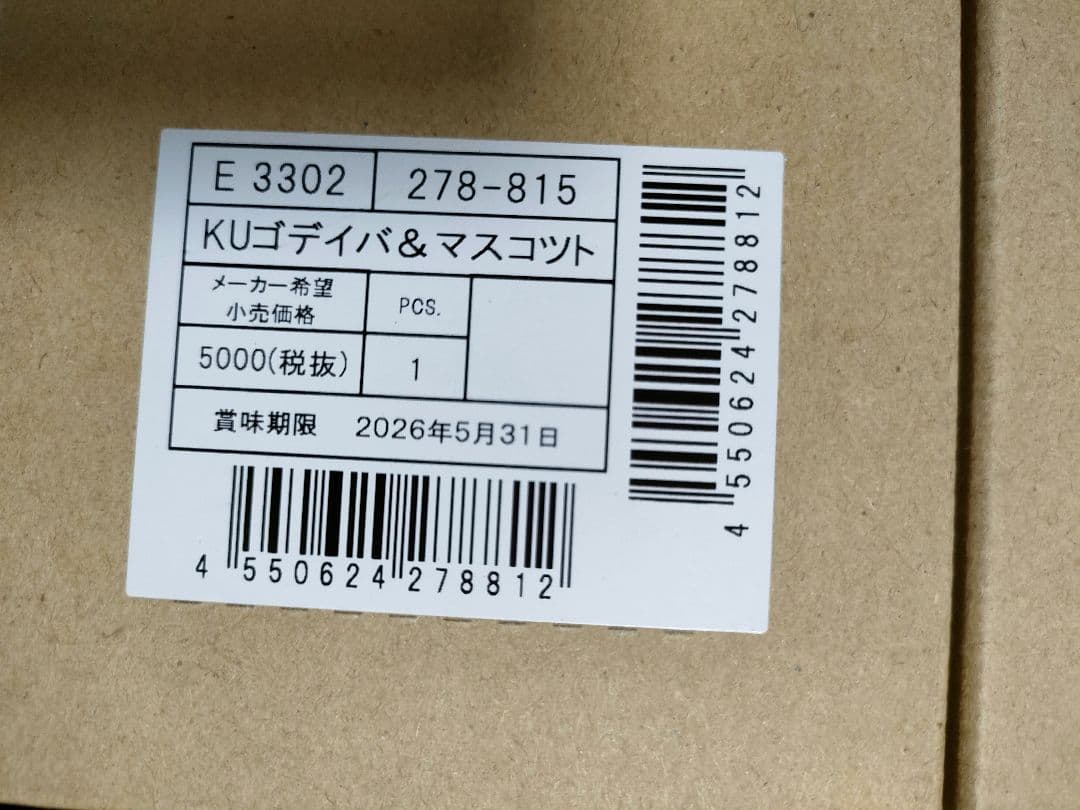 E 3302 278-815
KUゴデイバ&マスコツト
メーカー希望
小売価格
PCS.
5000(税抜) 1
賞味期限 2026年5月31日
4 550624 278812
4 550624 278812